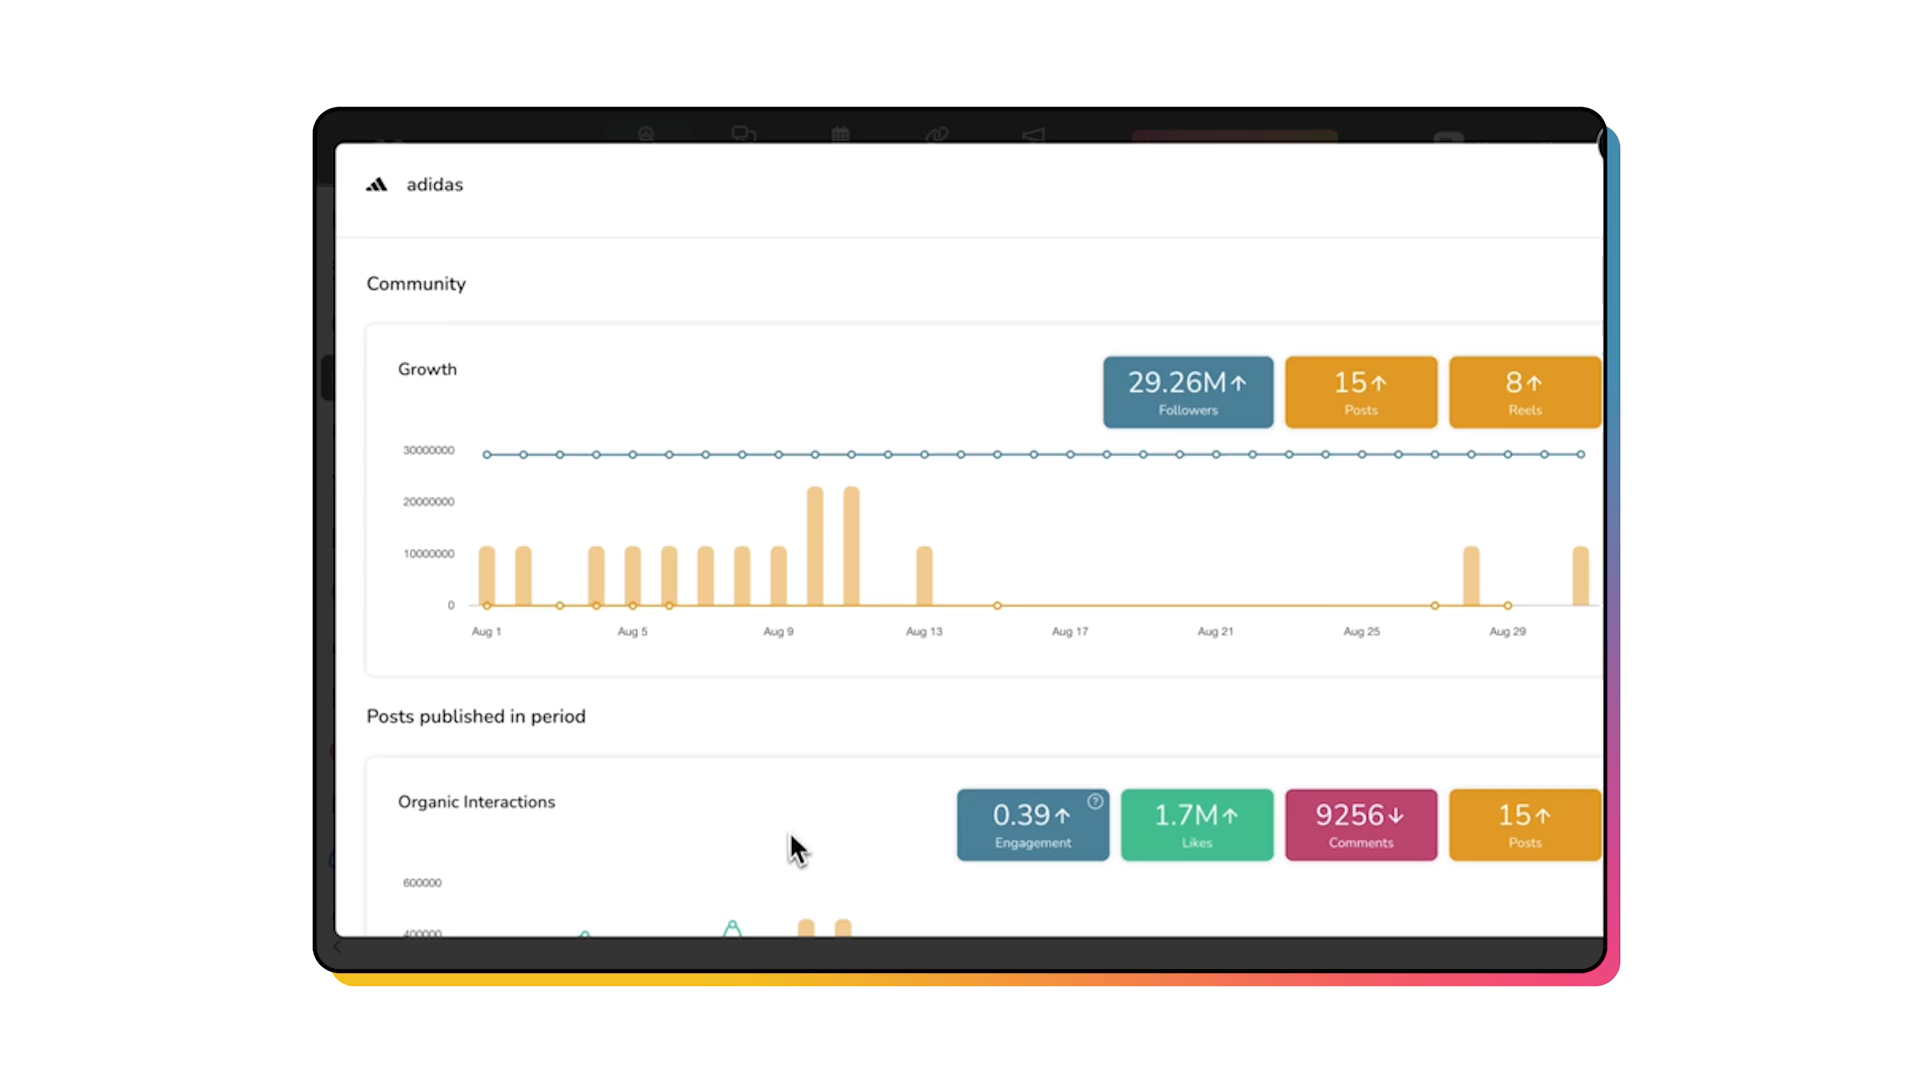 adidas
Community
Growth
29.26M↑
Followers
15↑
Posts
8↑
Reels
30000000
20000000
10000000
0
Aug 1 Aug 5 Aug 9 Aug 13 Aug 17 Aug 21 Aug 25 Aug 29
Posts published in period
Organic Interactions
0.39↑
?
Engagement
1.7M↑
Likes
9256↓
Comments
15↑
Posts
600000
400000